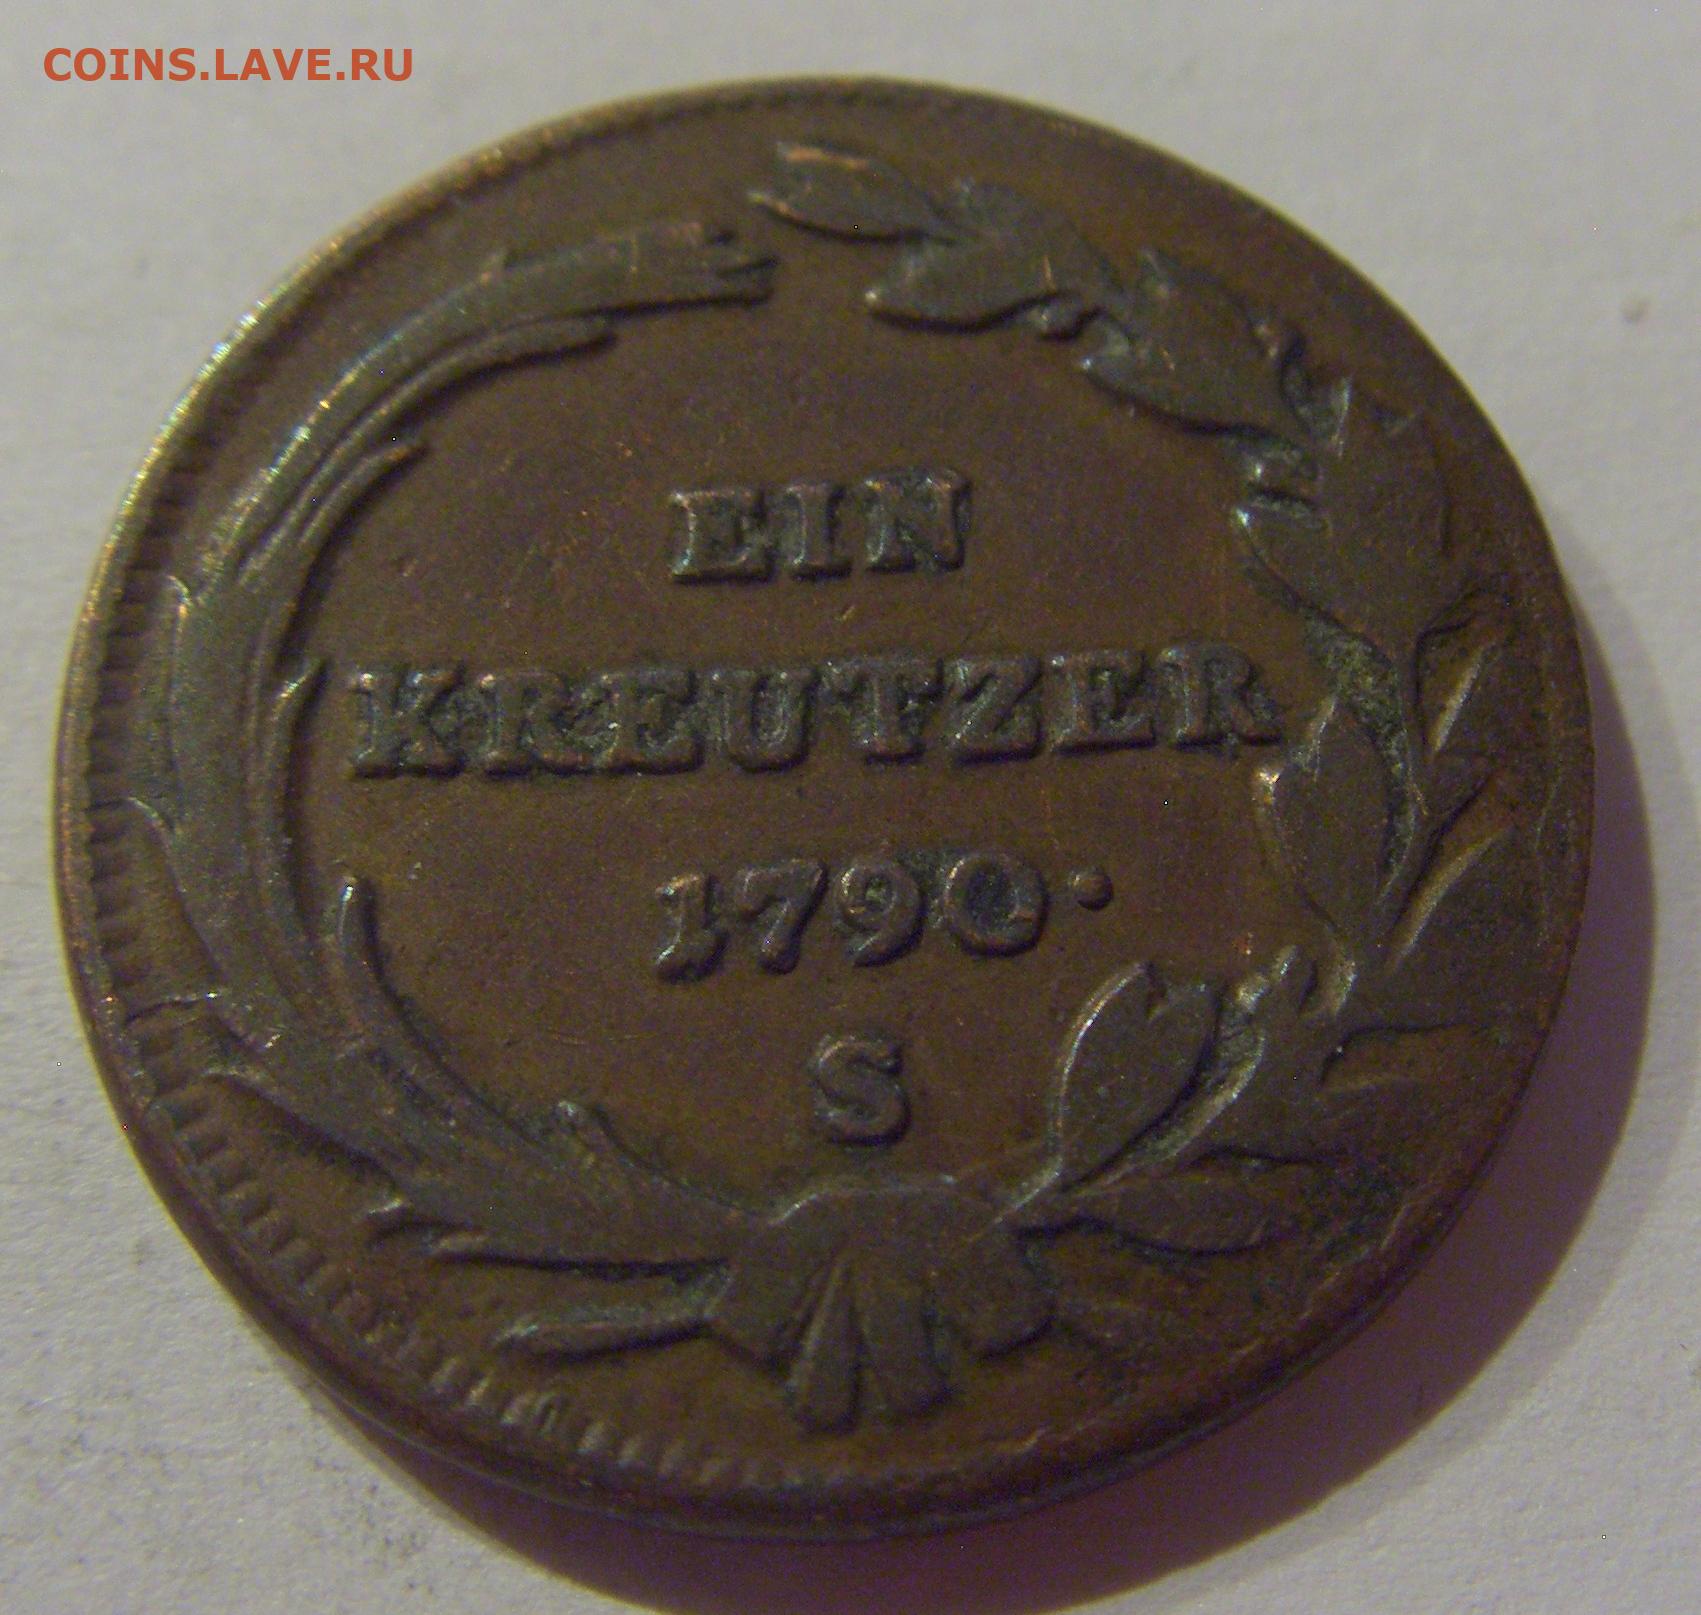 COINS.LAVE.RU
EIN
KREUTZER
1790.
S